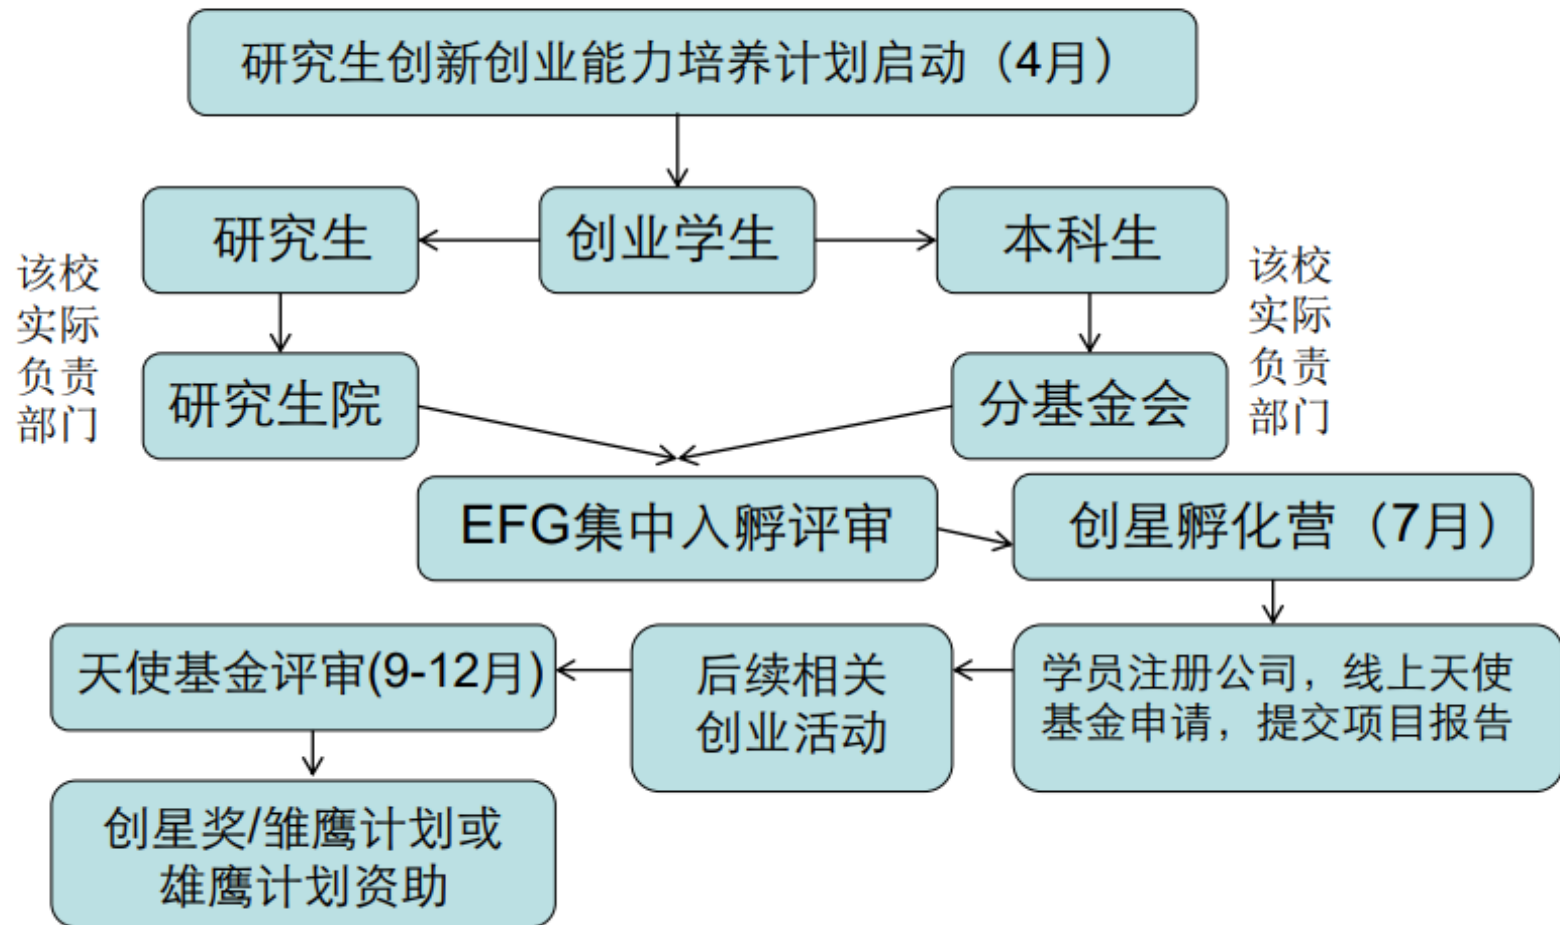 研究生创新创业能力培养计划启动（4月）
研究生
创业学生
本科生
该校
实际
负责
部门
该校
实际
负责
部门
研究生院
分基金会
EFG集中入孵评审
创星孵化营（7月）
天使基金评审(9-12月)
后续相关
创业活动
学员注册公司，线上天使
基金申请，提交项目报告
创星奖/雏鹰计划或
雄鹰计划资助